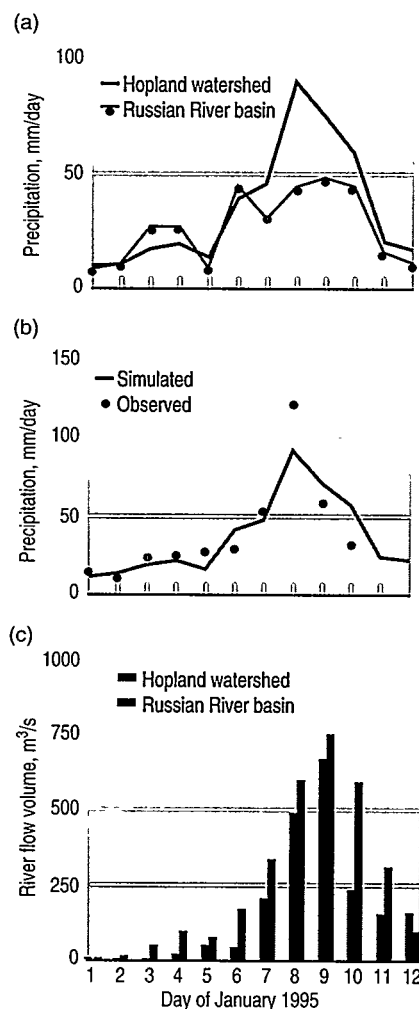 (a)
100
Hopland watershed
Russian River basin
Precipitation, mm/day
50
0
(b)
150
Simulated
Observed
100
Precipitation, mm/day
50
0
(c)
1000
Hopland watershed
Russian River basin
750
River flow volume, m³/s
500
250
0
1 2 3 4 5 6 7 8 9 10 11 12
Day of January 1995